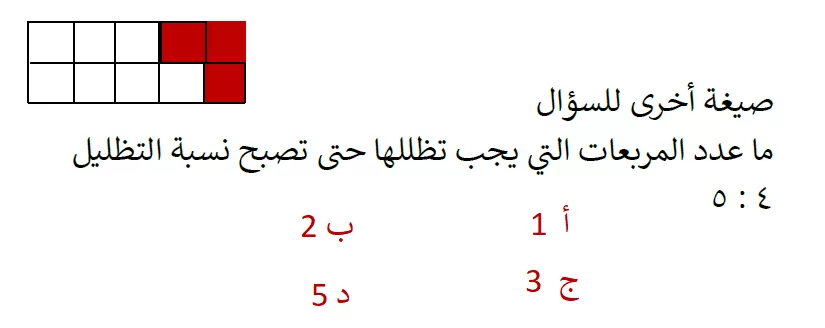 صيغة أخرى للسؤال
ما عدد المربعات التي يجب تظللها حتى تصبح نسبة التظليل
٤ : ٥
أ 1
ب 2
ج 3
د 5